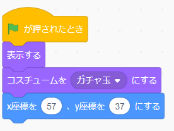 が押されたとき
表示する
コスチュームを ガチャ玉 にする
x座標を 57 、y座標を 37 にする